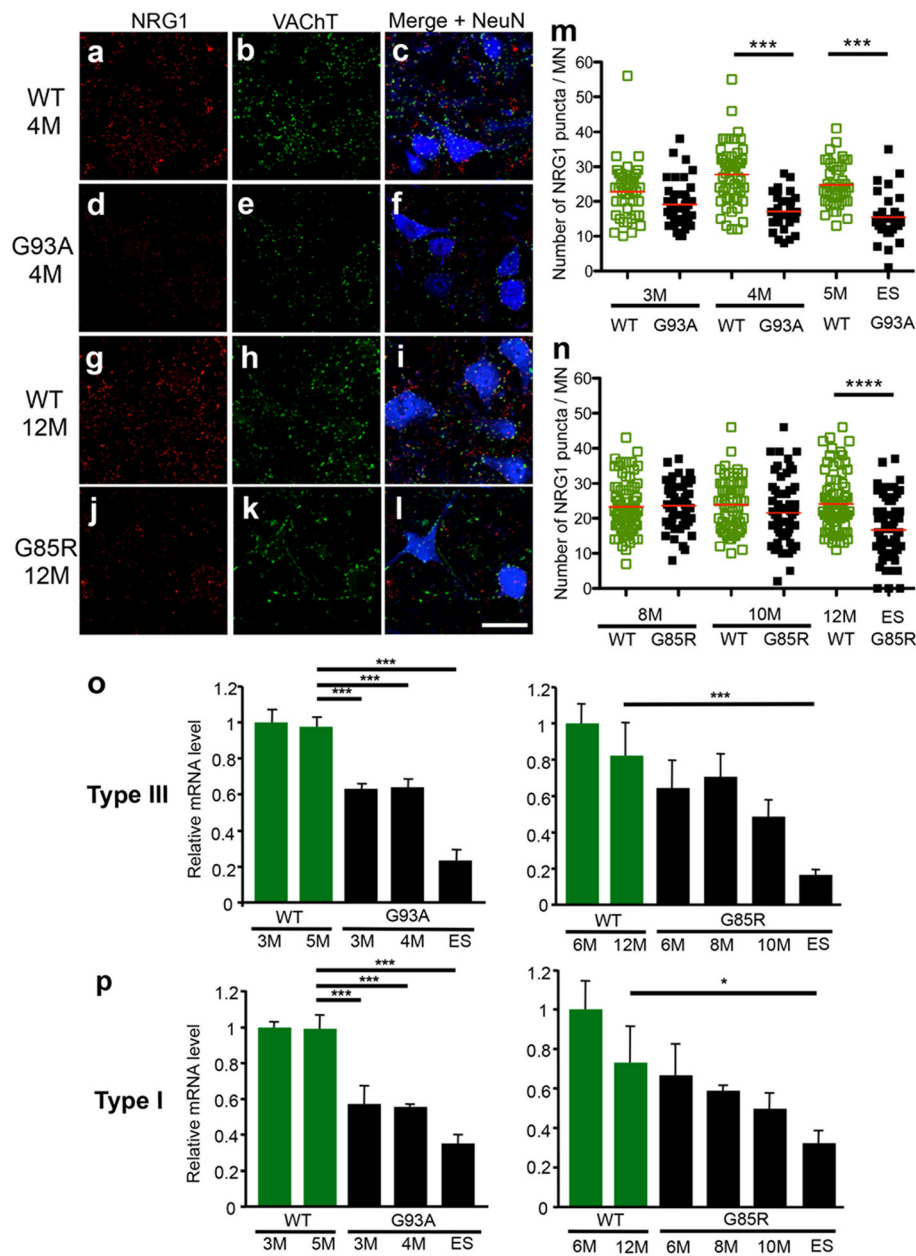 NRG1 VAChT Merge + NeuN
a b c
WT
4M
d e f
G93A
4M
g h i
WT
12M
j k l
G85R
12M
m
*** ***
Number of NRG1 puncta / MN
60
50
40
30
20
10
0
3M 4M 5M ES
WT G93A WT G93A WT G93A
n
****
Number of NRG1 puncta / MN
60
50
40
30
20
10
0
8M 10M 12M ES
WT G85R WT G85R WT G85R
o
Type III
Relative mRNA level
1.2
1
0.8
0.6
0.4
0.2
0
***
***
***
WT G93A
3M 5M 3M 4M ES
1.2
1
0.8
0.6
0.4
0.2
0
***
WT G85R
6M 12M 6M 8M 10M ES
p
Type I
Relative mRNA level
1.2
1
0.8
0.6
0.4
0.2
0
***
***
***
WT G93A
3M 5M 3M 4M ES
1.2
1
0.8
0.6
0.4
0.2
0
*
WT G85R
6M 12M 6M 8M 10M ES